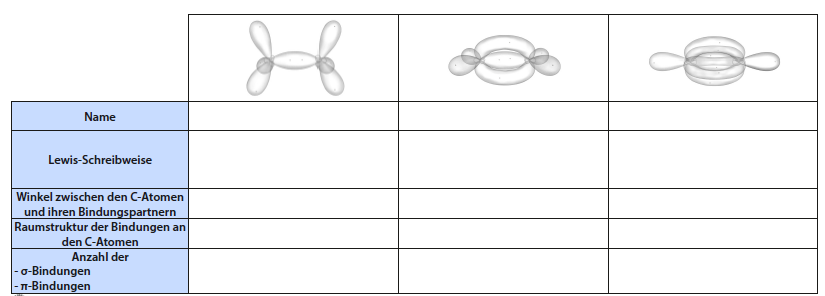 Name
Lewis-Schreibweise
Winkel zwischen den C-Atomen
und ihren Bindungspartnern
Raumstruktur der Bindungen an
den C-Atomen
Anzahl der
- σ-Bindungen
- π-Bindungen